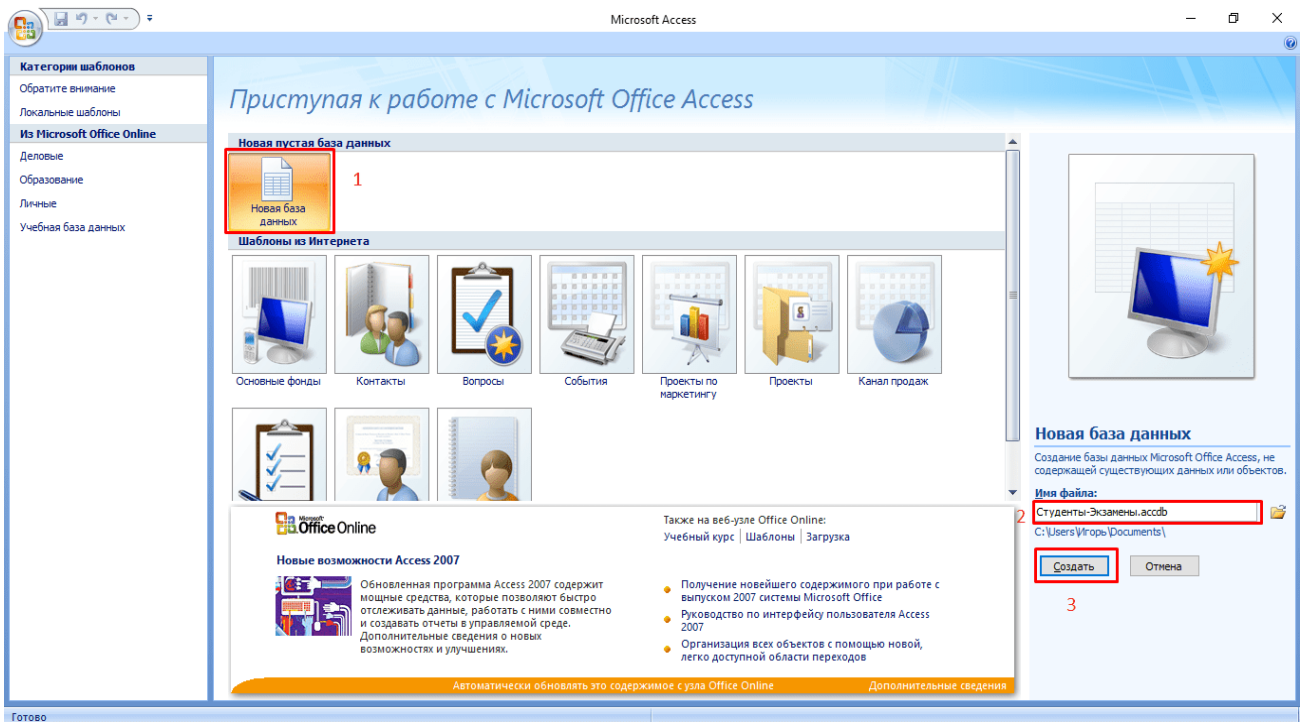 Microsoft Access
Категории шаблонов
Обратите внимание
Локальные шаблоны
Из Microsoft Office Online
Деловые
Образование
Личные
Учебная база данных
Приступая к работе с Microsoft Office Access
Новая пустая база данных
Новая база
данных
1
Шаблоны из Интернета
Основные фонды
Контакты
Вопросы
События
Проекты по
маркетингу
Проекты
Канал продаж
Microsoft
Office Online
Новые возможности Access 2007
Обновленная программа Access 2007 содержит
мощные средства, которые позволяют быстро
отслеживать данные, работать с ними совместно
и создавать отчеты в управляемой среде.
Дополнительные сведения о новых
возможностях и улучшениях.
Также на веб-узле Office Online:
Учебный курс | Шаблоны | Загрузка
Получение новейшего содержимого при работе с
выпуском 2007 системы Microsoft Office
Руководство по интерфейсу пользователя Access
2007
Организация всех объектов с помощью новой,
легко доступной области переходов
Автоматически обновлять это содержимое с узла Office Online
Дополнительные сведения
Новая база данных
Создание базы данных Microsoft Office Access, не
содержащей существующих данных или объектов.
Имя файла:
2
Студенты-Экзамены.accdb
C:\Users\Игорь\Documents\
Создать
Отмена
3
Готово